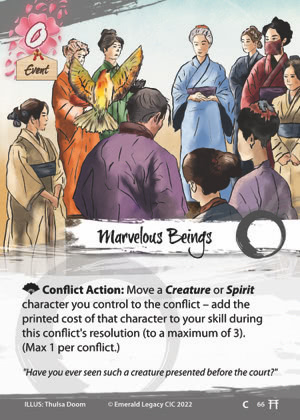 0
Event
Marvelous Beings
Conflict Action: Move a Creature or Spirit
character you control to the conflict – add the
printed cost of that character to your skill during
this conflict's resolution (to a maximum of 3).
(Max 1 per conflict.)
"Have you ever seen such a creature presented before the court?"
ILLUS: Thulsa Doom © Emerald Legacy CIC 2022 C 66